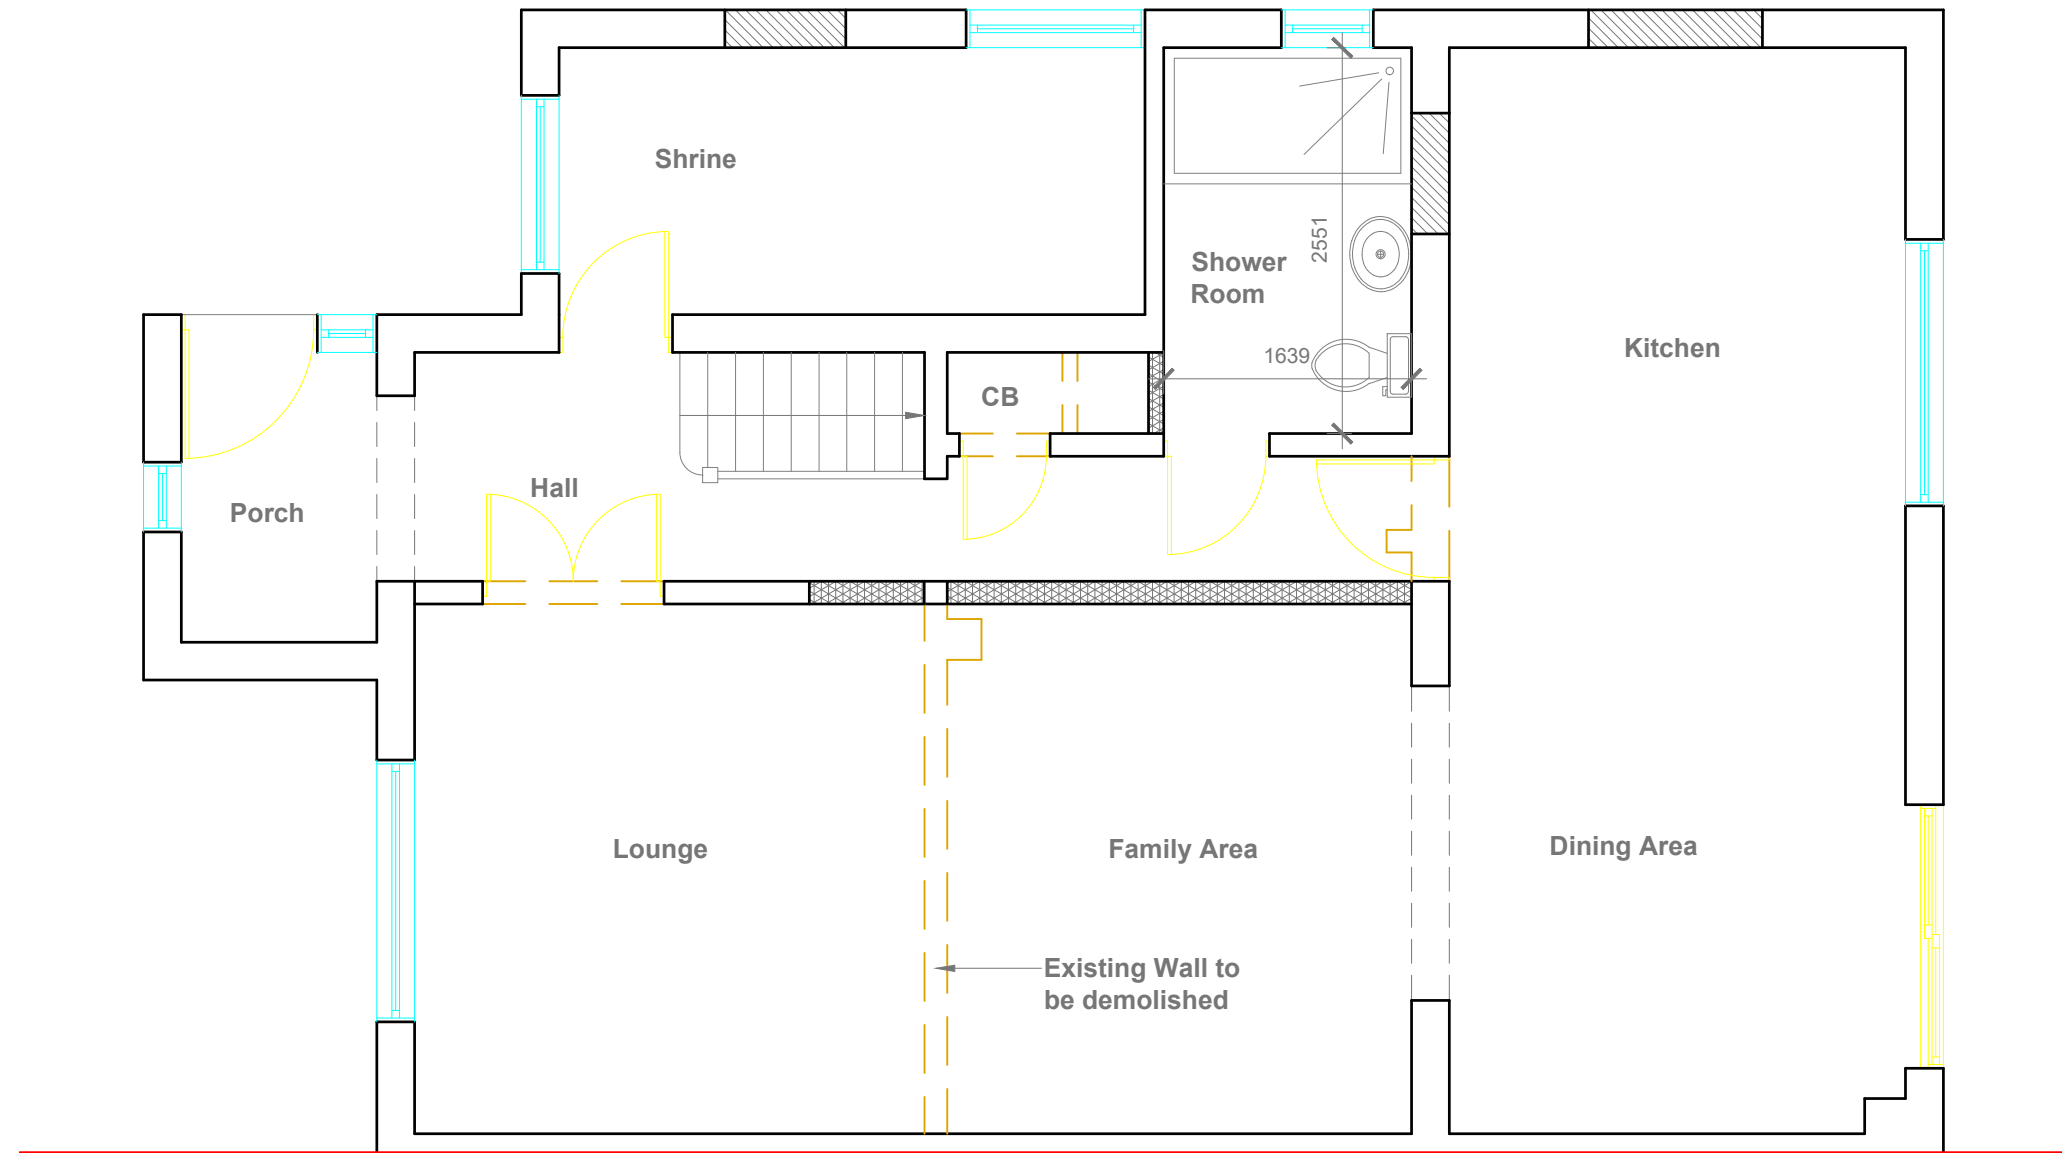 Shrine
2551
Shower
Room
Kitchen
1639
CB
Hall
Porch
Lounge
Family Area
Dining Area
Existing Wall to
be demolished